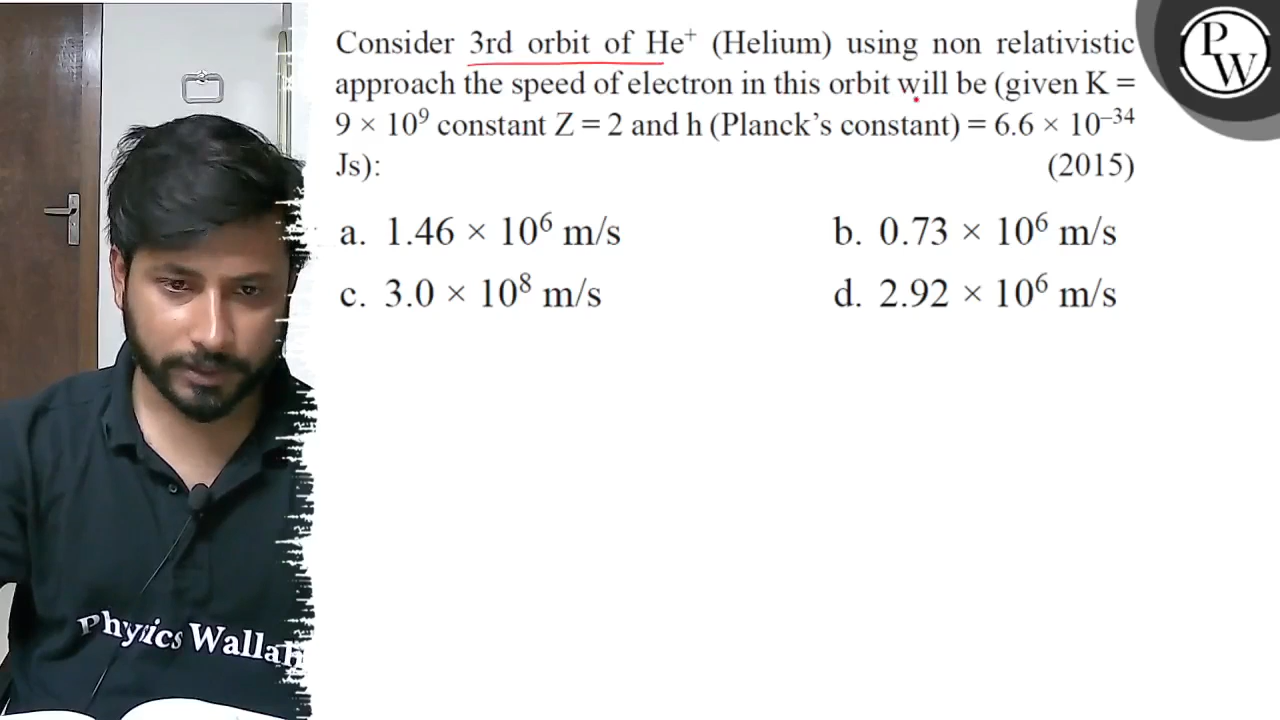 Consider 3rd orbit of He⁺ (Helium) using non relativistic
approach the speed of electron in this orbit will be (given K =
9 × 10⁹ constant Z = 2 and h (Planck's constant) = 6.6 × 10⁻³⁴
Js): (2015)
a. 1.46 × 10⁶ m/s b. 0.73 × 10⁶ m/s
c. 3.0 × 10⁸ m/s d. 2.92 × 10⁶ m/s
PW
Physics Wallah